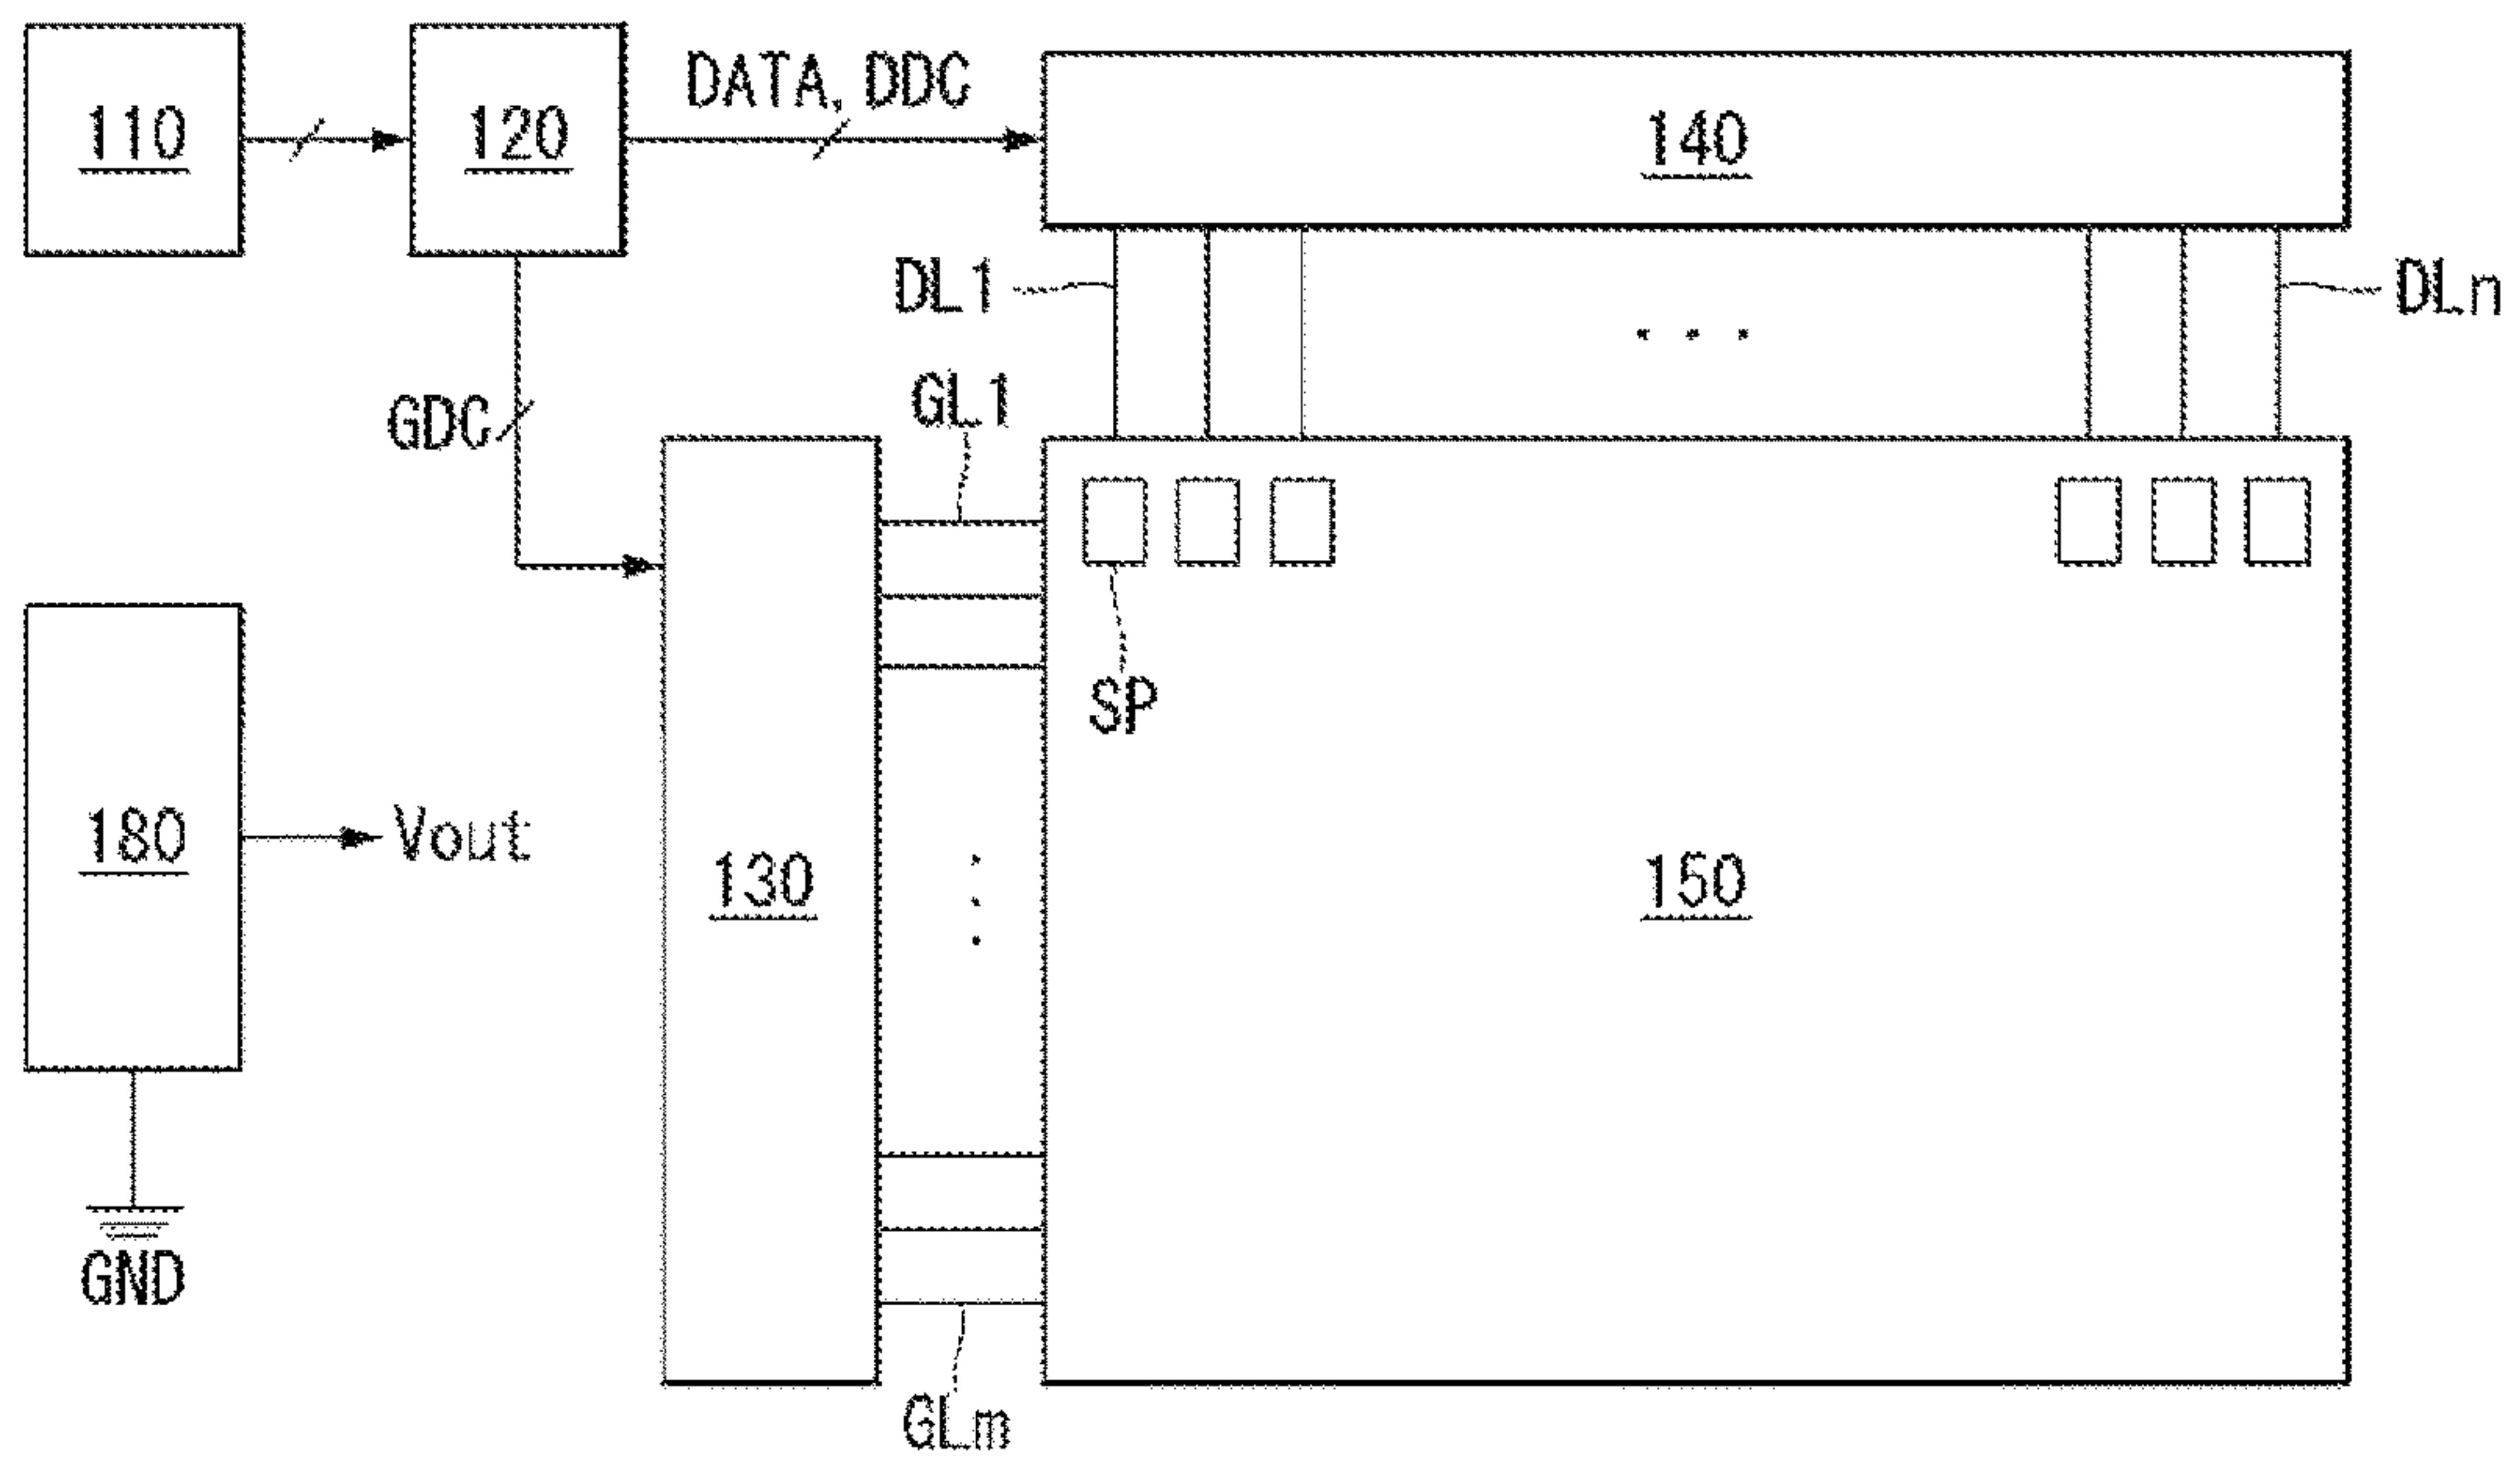 110
120
DATA, DDC
140
DL1
DLn
GL1
GDC
SP
180
Vout
130
150
GND
GLm